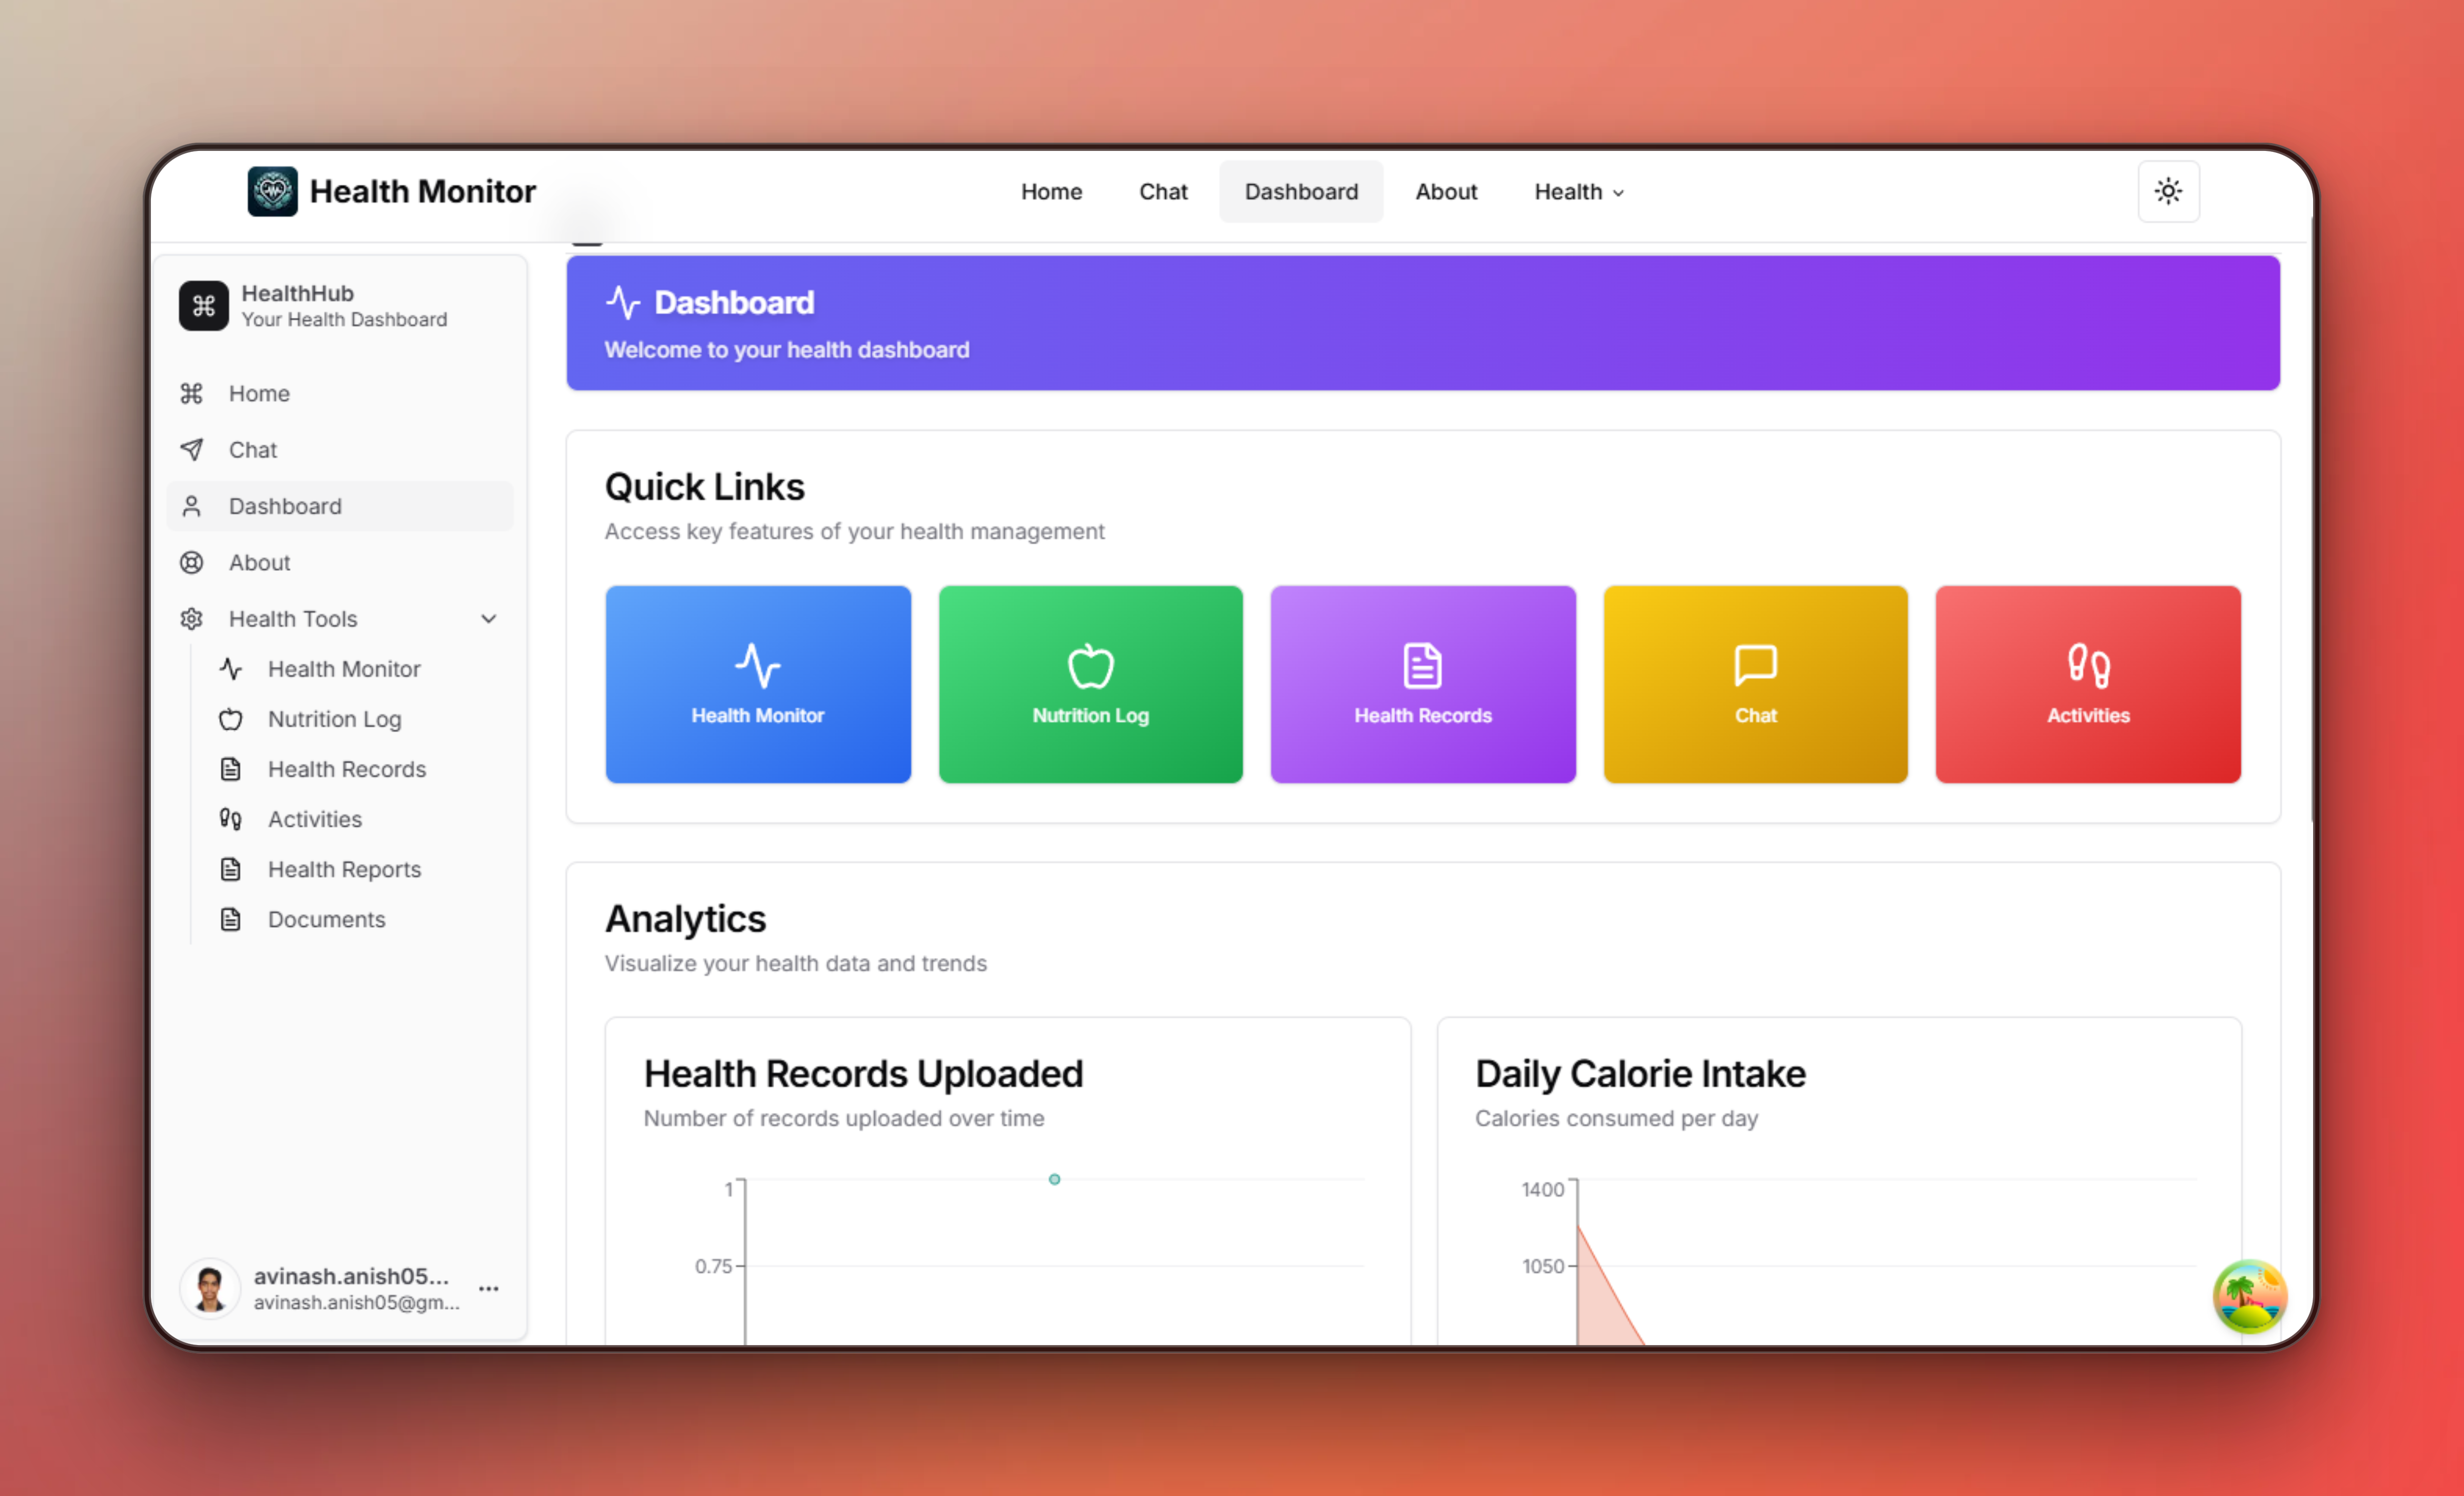 Health Monitor
Home
Chat
Dashboard
About
Health
HealthHub
Your Health Dashboard
Home
Chat
Dashboard
About
Health Tools
Health Monitor
Nutrition Log
Health Records
Activities
Health Reports
Documents
avinash.anish05...
avinash.anish05@gm...
Dashboard
Welcome to your health dashboard
Quick Links
Access key features of your health management
Health Monitor
Nutrition Log
Health Records
Chat
Activities
Analytics
Visualize your health data and trends
Health Records Uploaded
Number of records uploaded over time
1
0.75
Daily Calorie Intake
Calories consumed per day
1400
1050